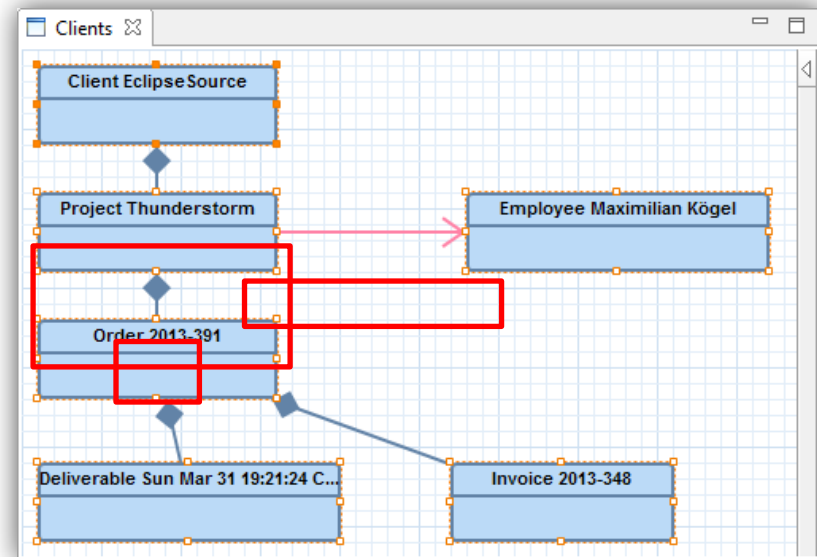 Clients
Client EclipseSource
Project Thunderstorm
Employee Maximilian Kögel
Order 2013-391
Deliverable Sun Mar 31 19:21:24 C...
Invoice 2013-348